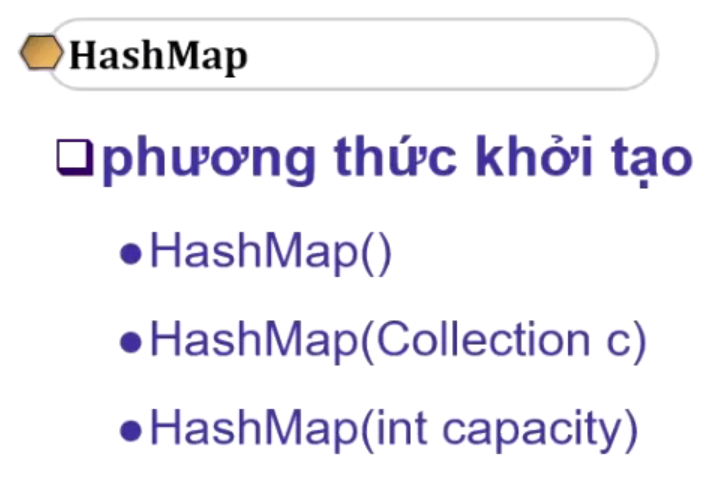 HashMap
phương thức khởi tạo
HashMap()
HashMap(Collection c)
HashMap(int capacity)